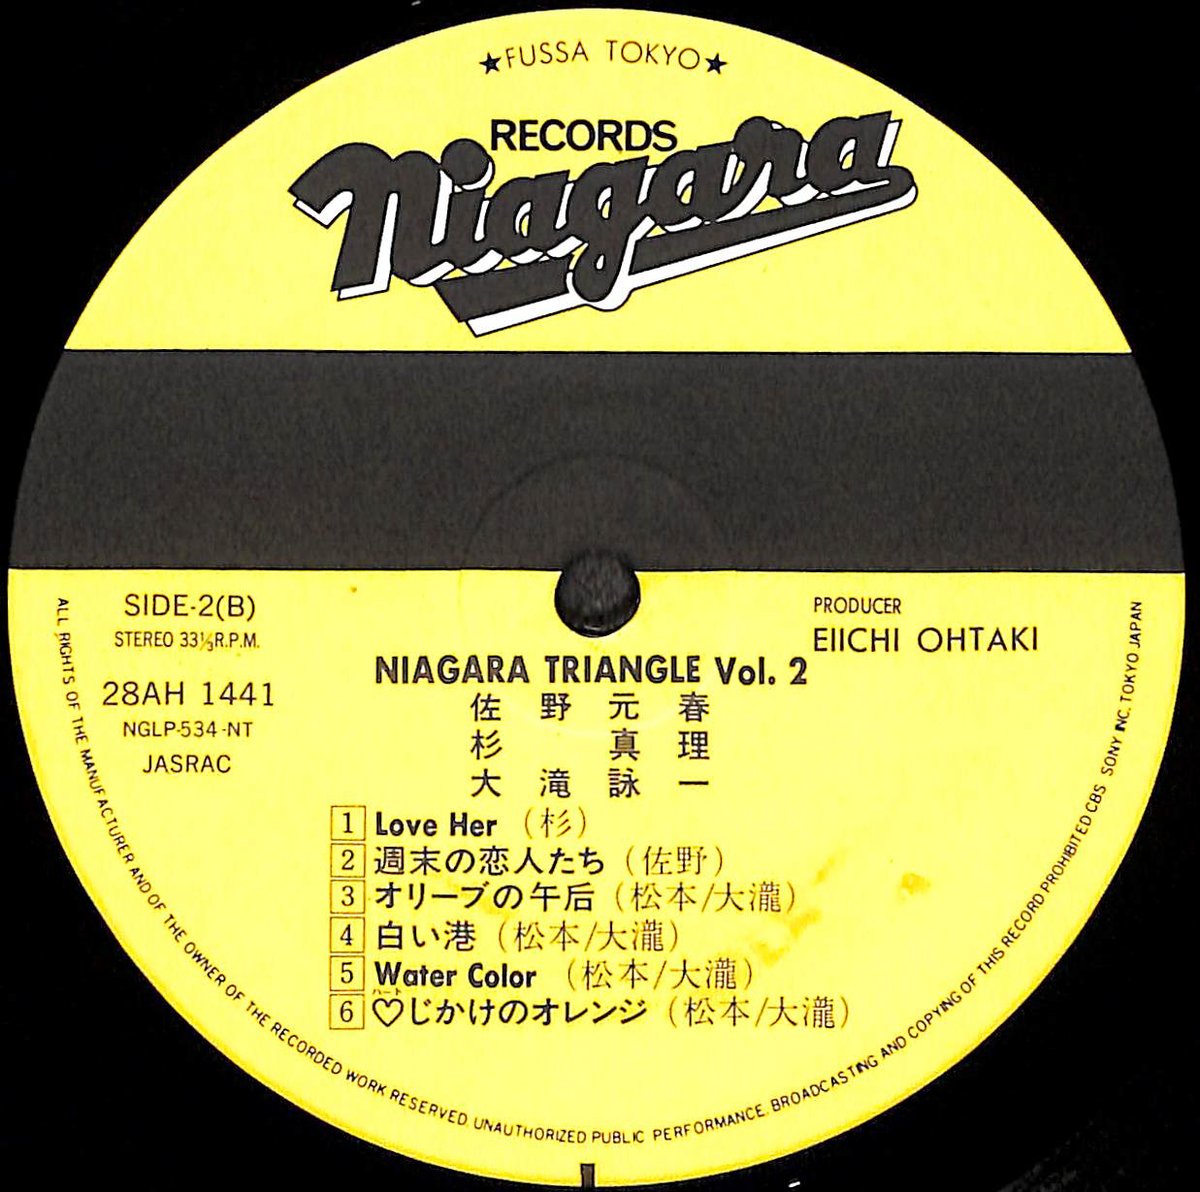 ★FUSSA TOKYO★
RECORDS
Niagara
SIDE-2(B)
STEREO 33⅓R.P.M.
28AH 1441
NGLP-534-NT
JASRAC
PRODUCER
EIICHI OHTAKI
NIAGARA TRIANGLE Vol. 2
佐野元春
杉 真理
大滝詠一
1 Love Her (杉)
2 週末の恋人たち (佐野)
3 オリーブの午后 (松本/大瀧)
4 白い港 (松本/大瀧)
5 Water Color (松本/大瀧)
ハート
6 ♡じかけのオレンジ (松本/大瀧)
ALL RIGHTS OF THE MANUFACTURER AND OF THE OWNER OF THE RECORDED WORK RESERVED. UNAUTHORIZED PUBLIC PERFORMANCE. BROADCASTING AND COPYING OF THIS RECORD PROHIBITED CBS SONY INC. TOKYO JAPAN